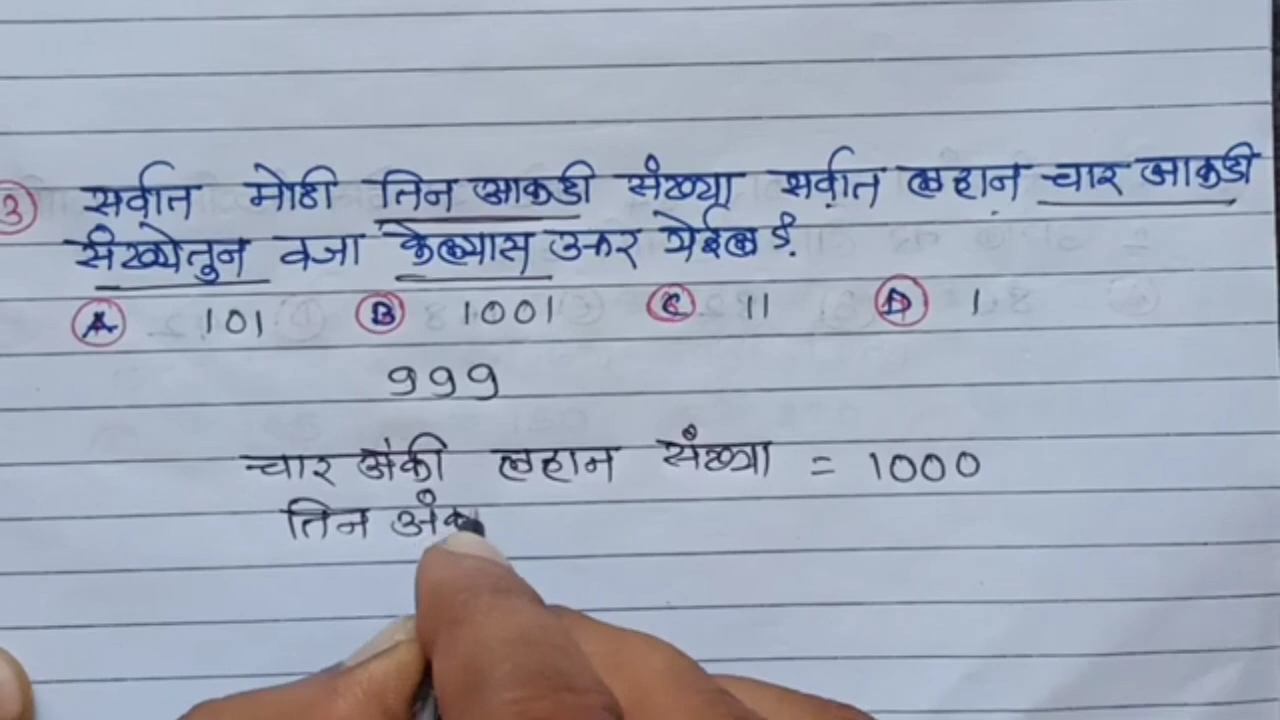 3 सर्वात मोठी तिन आकडी संख्या सर्वात लहान चार आकडी
संख्येतुन वजा केल्यास उत्तर येईल ?
A 101 B 1001 C 11 D 1
999
चार अंकी लहान संख्या = 1000
तिन अंक